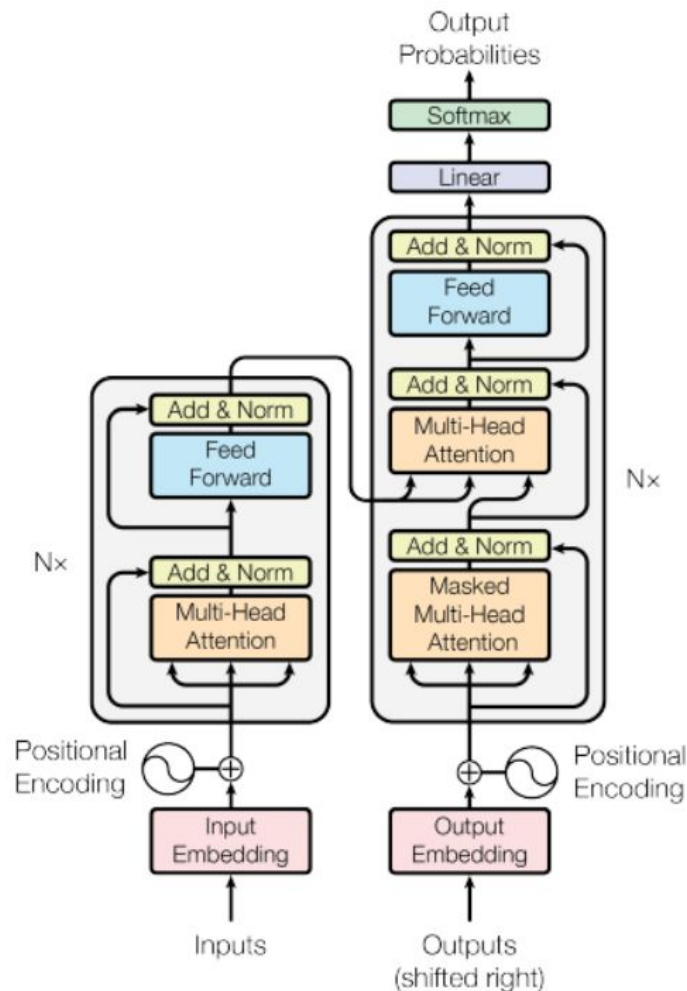 Output
Probabilities
Softmax
Linear
Add & Norm
Feed
Forward
Add & Norm
Multi-Head
Attention
Add & Norm
Masked
Multi-Head
Attention
N×
Positional
Encoding
Output
Embedding
Outputs
(shifted right)
Add & Norm
Feed
Forward
Add & Norm
Multi-Head
Attention
N×
Positional
Encoding
Input
Embedding
Inputs